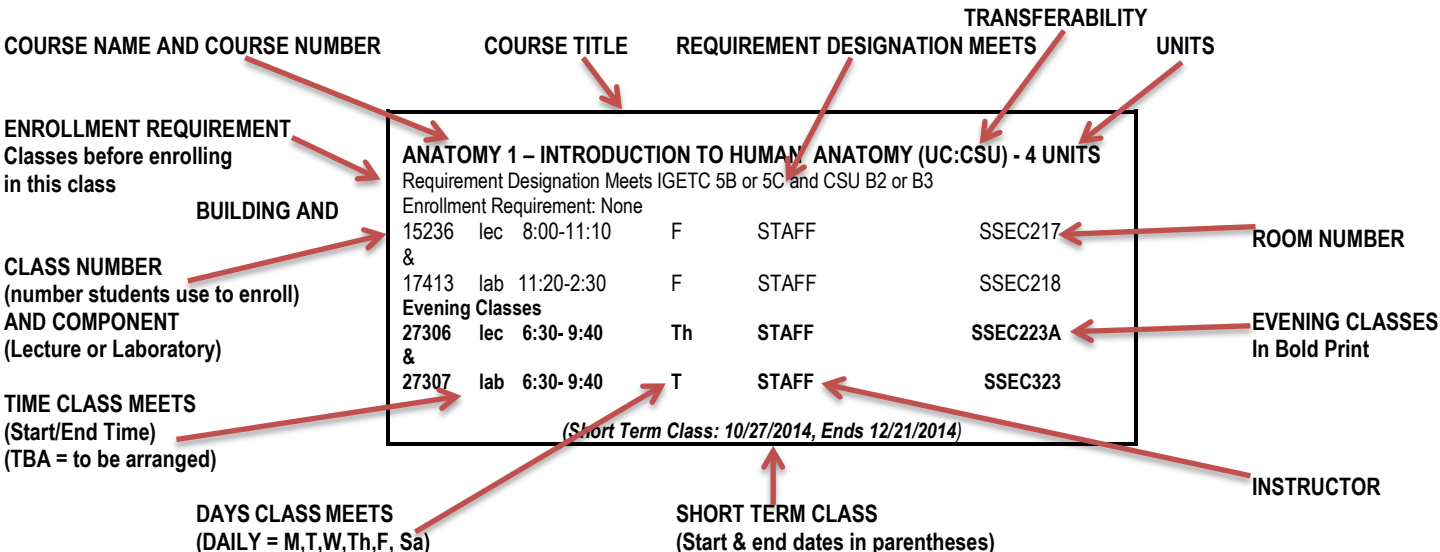 TRANSFERABILITY
COURSE NAME AND COURSE NUMBER COURSE TITLE REQUIREMENT DESIGNATION MEETS UNITS
ENROLLMENT REQUIREMENT
Classes before enrolling
in this class
BUILDING AND
CLASS NUMBER
(number students use to enroll)
AND COMPONENT
(Lecture or Laboratory)
TIME CLASS MEETS
(Start/End Time)
(TBA = to be arranged)
ANATOMY 1 – INTRODUCTION TO HUMAN ANATOMY (UC:CSU) - 4 UNITS
Requirement Designation Meets IGETC 5B or 5C and CSU B2 or B3
Enrollment Requirement: None
15236 lec 8:00-11:10 F STAFF SSEC217
&
17413 lab 11:20-2:30 F STAFF SSEC218
Evening Classes
27306 lec 6:30- 9:40 Th STAFF SSEC223A
&
27307 lab 6:30- 9:40 T STAFF SSEC323
(Short Term Class: 10/27/2014, Ends 12/21/2014)
ROOM NUMBER
EVENING CLASSES
In Bold Print
INSTRUCTOR
DAYS CLASS MEETS
(DAILY = M,T,W,Th,F, Sa)
SHORT TERM CLASS
(Start & end dates in parentheses)